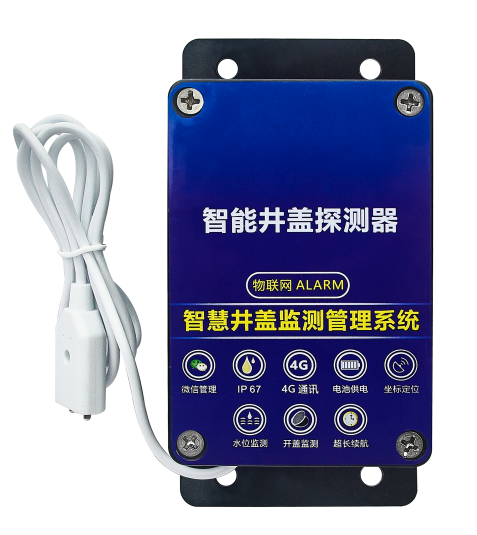 智能井盖探测器
物联网 ALARM
智慧井盖监测管理系统
4G
微信管理 IP 67 4G 通讯 电池供电 坐标定位
水位监测 开盖监测 超长续航